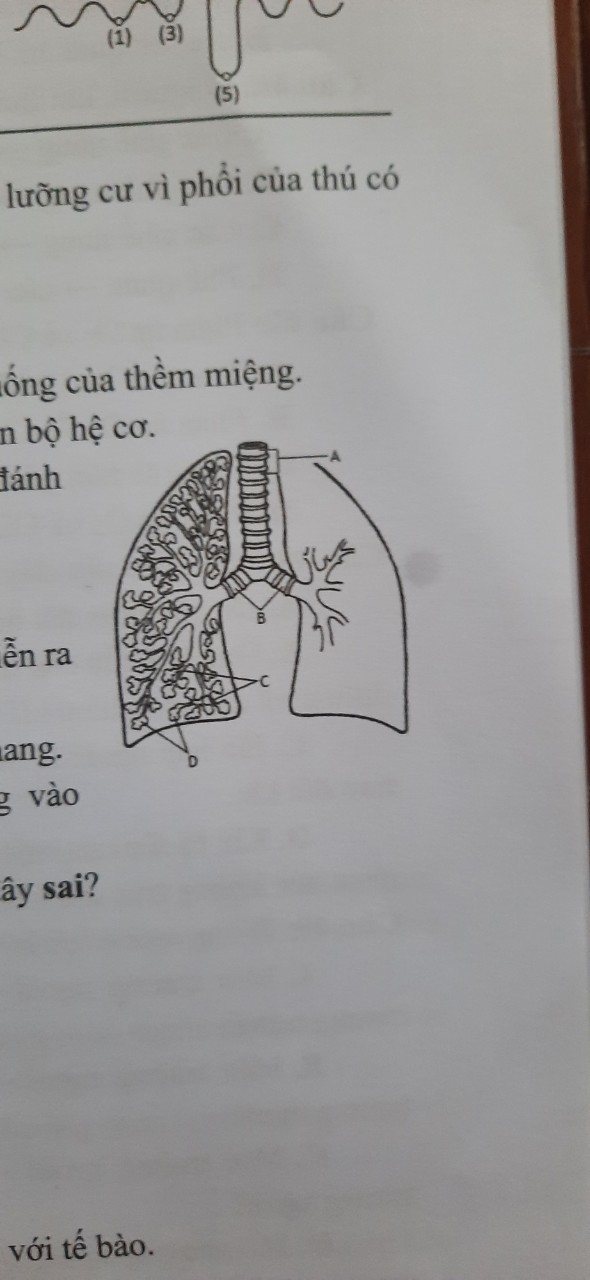 (1) (3)
(5)
lưỡng cư vì phổi của thú có
ống của thềm miệng.
n bộ hệ cơ.
đánh
A
B
ễn ra
C
ang.
D
g vào
ây sai?
với tế bào.